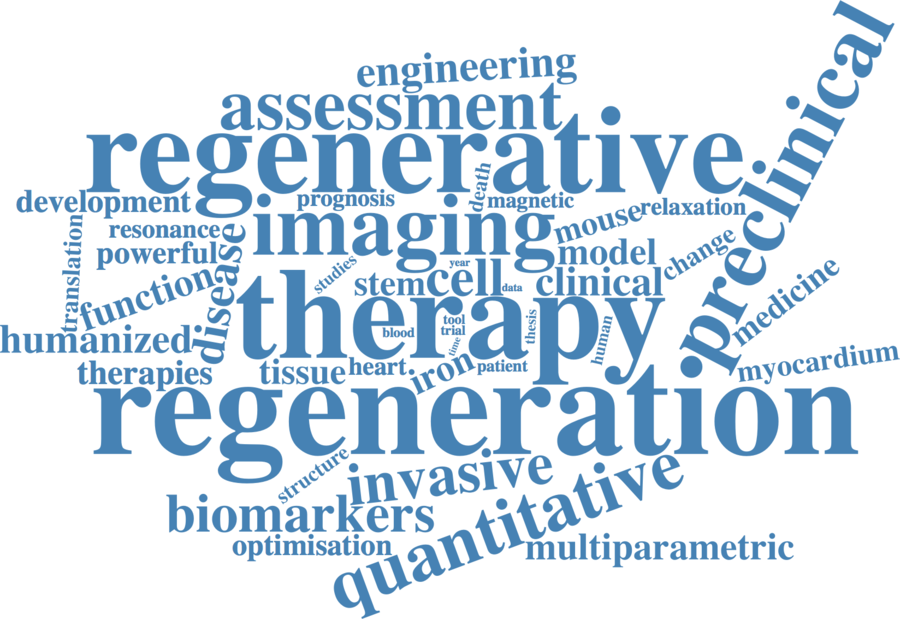 engineering
assessment
regenerative
preclinical
development
prognosis
death
magnetic
relaxation
mouse
resonance
imaging
powerful
translation
function
disease
studies
stem
cell
year
data
clinical
model
change
medicine
humanized
therapy
blood
tool
trial
time
thesis
human
therapies
tissue
heart
iron
patient
myocardium
regeneration
structure
invasive
quantitative
biomarkers
optimisation
multiparametric